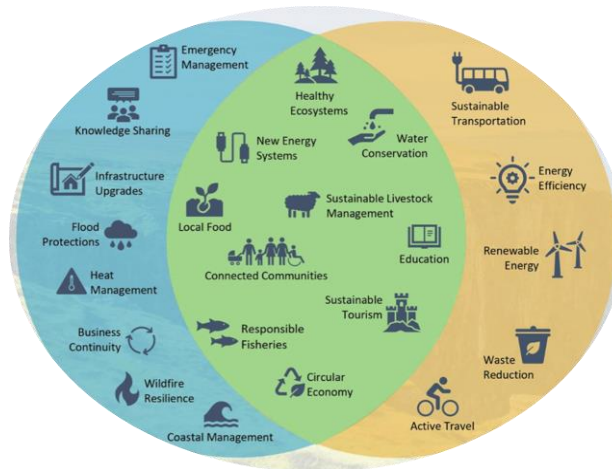 Emergency
Management
Knowledge Sharing
Infrastructure
Upgrades
Flood
Protections
Heat
Management
Business
Continuity
Wildfire
Resilience
Coastal Management
Healthy
Ecosystems
New Energy
Systems
Water
Conservation
Local Food
Sustainable Livestock
Management
Connected Communities
Education
Sustainable
Tourism
Responsible
Fisheries
Circular
Economy
Sustainable
Transportation
Energy
Efficiency
Renewable
Energy
Waste
Reduction
Active Travel